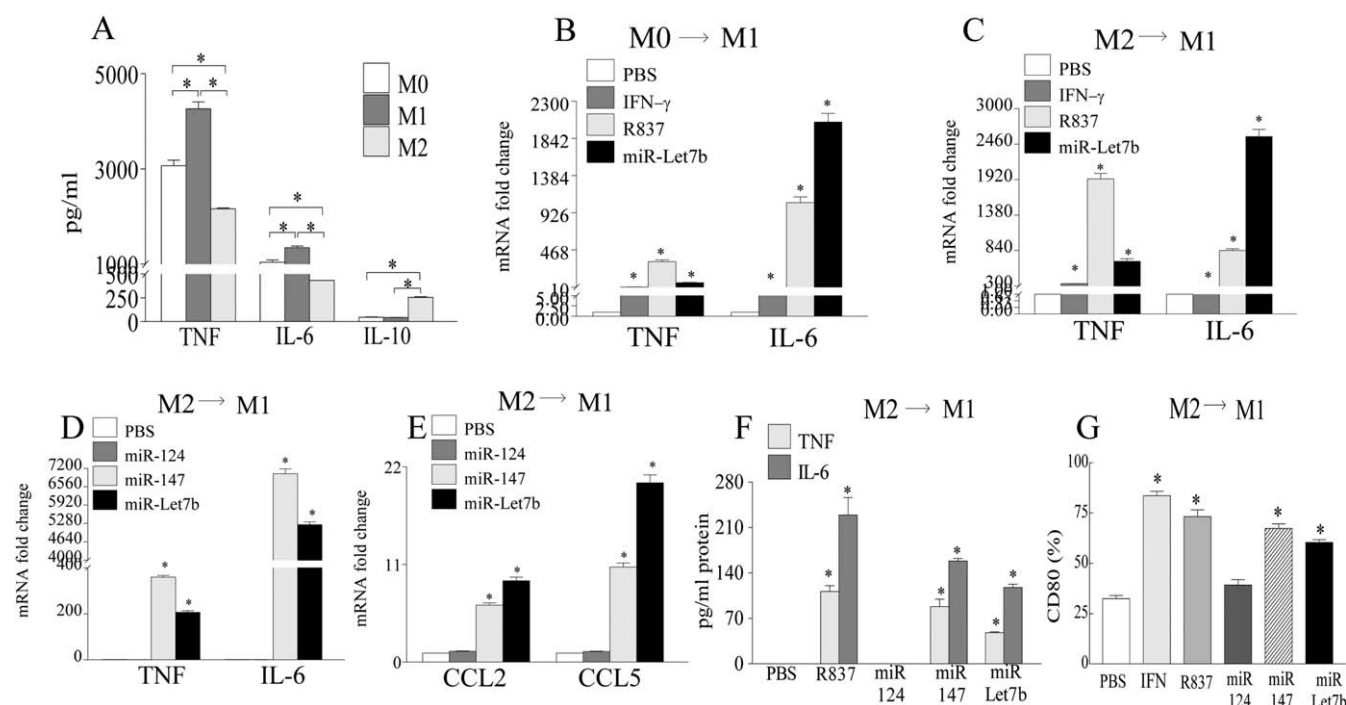 A
5000
3000
1000
500
250
0
pg/ml
*
* *
*
* *
*
*
M0
M1
M2
TNF IL-6 IL-10
B
M0 → M1
PBS
IFN–γ
R837
miR-Let7b
mRNA fold change
2300
1842
1384
926
468
10
5.00
2.50
0.00
* * *
* * *
TNF IL-6
C
M2 → M1
PBS
IFN–γ
R837
miR-Let7b
mRNA fold change
3000
2460
1920
1380
840
300
1.00
0.00
* * *
* * *
TNF IL-6
D
M2 → M1
PBS
miR-124
miR-147
miR-Let7b
mRNA fold change
7200
6560
5920
5280
4640
4000
400
200
0
* *
* *
TNF IL-6
E
M2 → M1
PBS
miR-124
miR-147
miR-Let7b
mRNA fold change
22
11
0
* *
* *
CCL2 CCL5
F
M2 → M1
TNF
IL-6
pg/ml protein
280
210
140
70
0
* *
* *
* *
PBS R837 miR miR miR
124 147 Let7b
G
M2 → M1
CD80 (%)
100
75
50
25
0
* * * *
PBS IFN R837 miR miR miR
124 147 Let7b